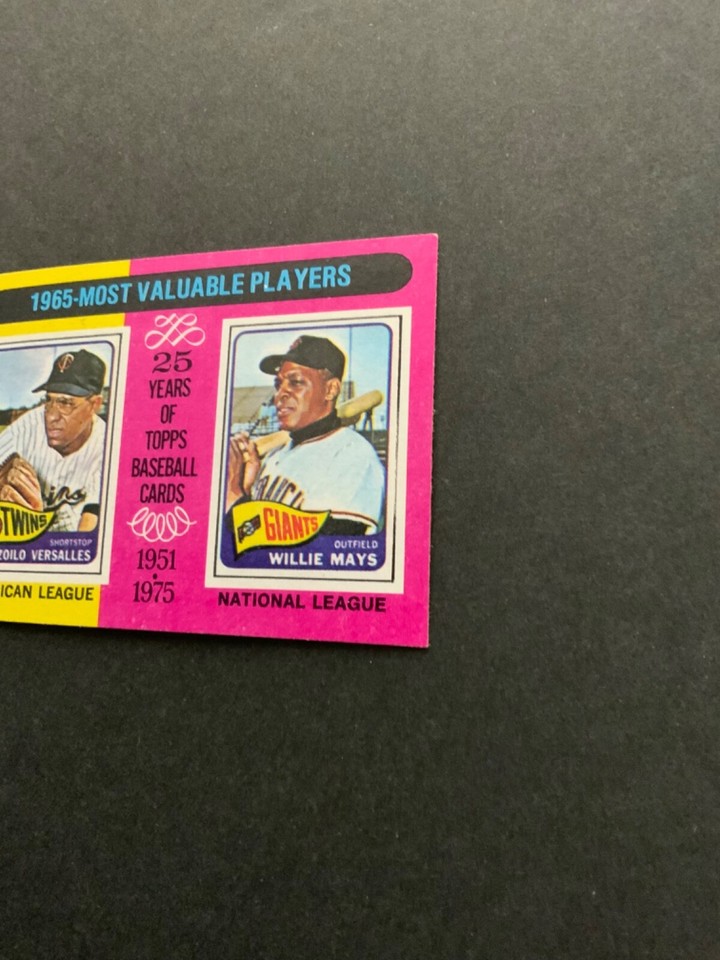 1965-MOST VALUABLE PLAYERS
25
YEARS
OF
TOPPS
BASEBALL
CARDS
1951
•
1975
TWINS
SHORTSTOP
ZOILO VERSALLES
ICAN LEAGUE
GIANTS
OUTFIELD
WILLIE MAYS
NATIONAL LEAGUE